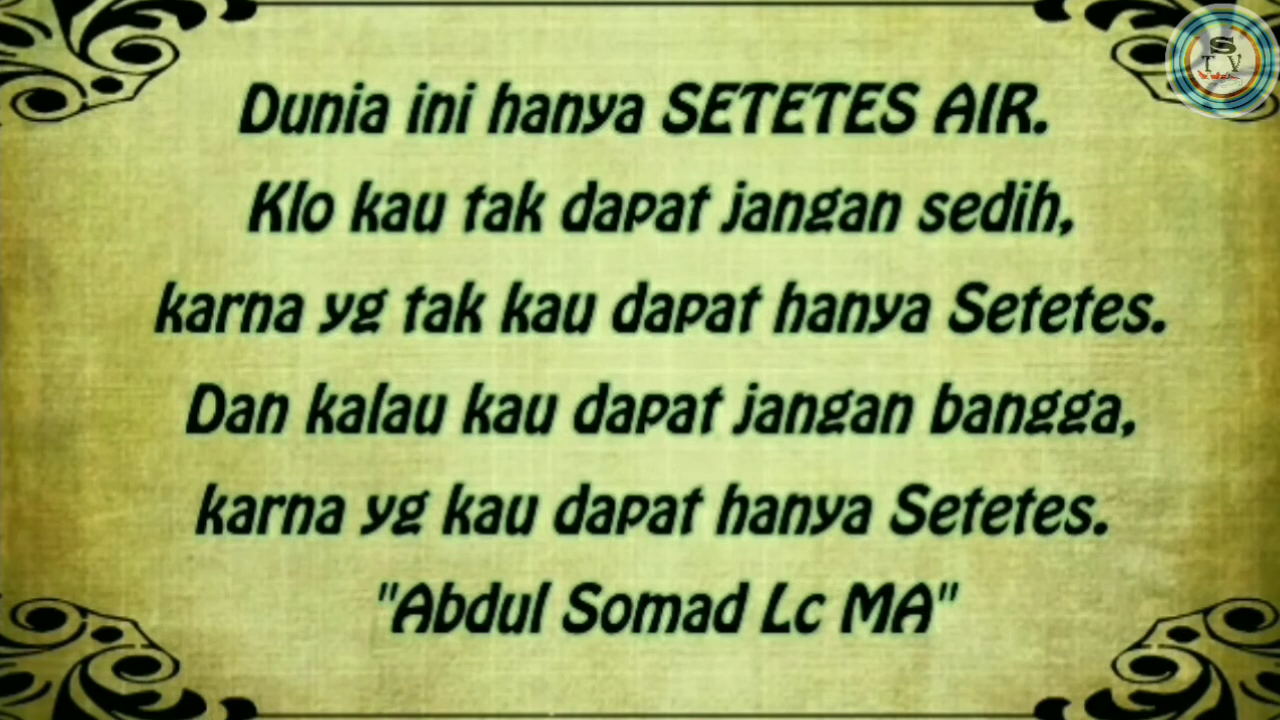 S
T V
Dunia ini hanya SETETES AIR.
Klo kau tak dapat jangan sedih,
karna yg tak kau dapat hanya Setetes.
Dan kalau kau dapat jangan bangga,
karna yg kau dapat hanya Setetes.
"Abdul Somad Lc MA"